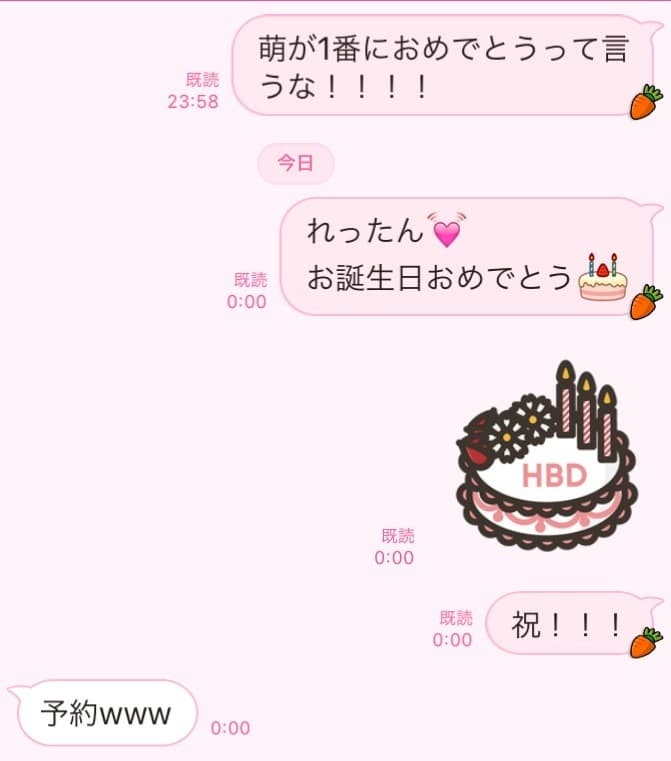 萌が1番におめでとうって言
うな！！！！
既読
23:58
今日
れったん💓
お誕生日おめでとう🎂
既読
0:00
HBD
既読
0:00
祝！！！
既読
0:00
予約www
0:00